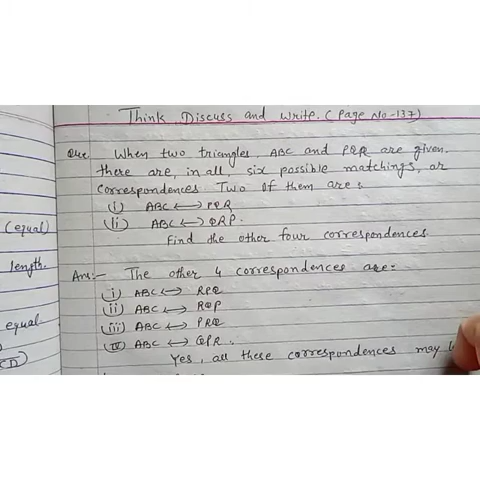 Think Discuss and Write. (Page No-137)
Que. When two triangles ABC and PQR are given.
there are, in all, six possible matchings, or
correspondences Two of them are:
(i) ABC ⟷ PQR
(ii) ABC ⟷ QRP.
Find the other four correspondences
Ans:- The other 4 correspondences are:
(i) ABC ⟷ RPQ
(ii) ABC ⟷ RQP
(iii) ABC ⟷ PRQ
(iv) ABC ⟷ QPR.
Yes, all these correspondences may
(equal)
length.
equal
CD)